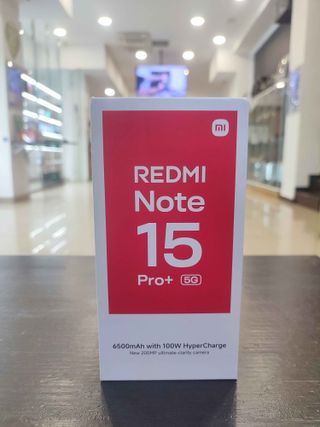 mi
REDMI
Note
15
Pro+ 5G
6500mAh with 100W HyperCharge
New 200MP ultimate-clarity camera